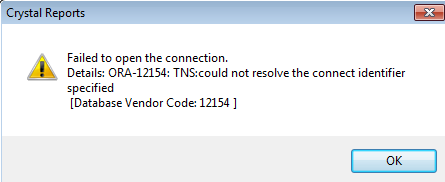 Crystal Reports
Failed to open the connection.
Details: ORA-12154: TNS:could not resolve the connect identifier
specified
[Database Vendor Code: 12154 ]
OK